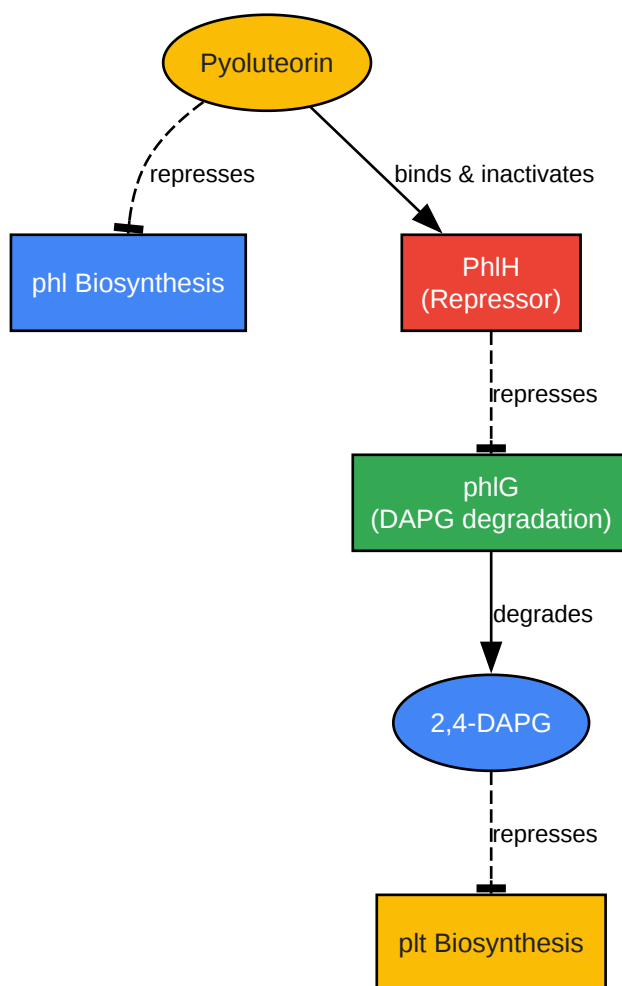 Pyoluteorin
represses
binds & inactivates
phl Biosynthesis
PhlH
(Repressor)
represses
phlG
(DAPG degradation)
degrades
2,4-DAPG
represses
plt Biosynthesis